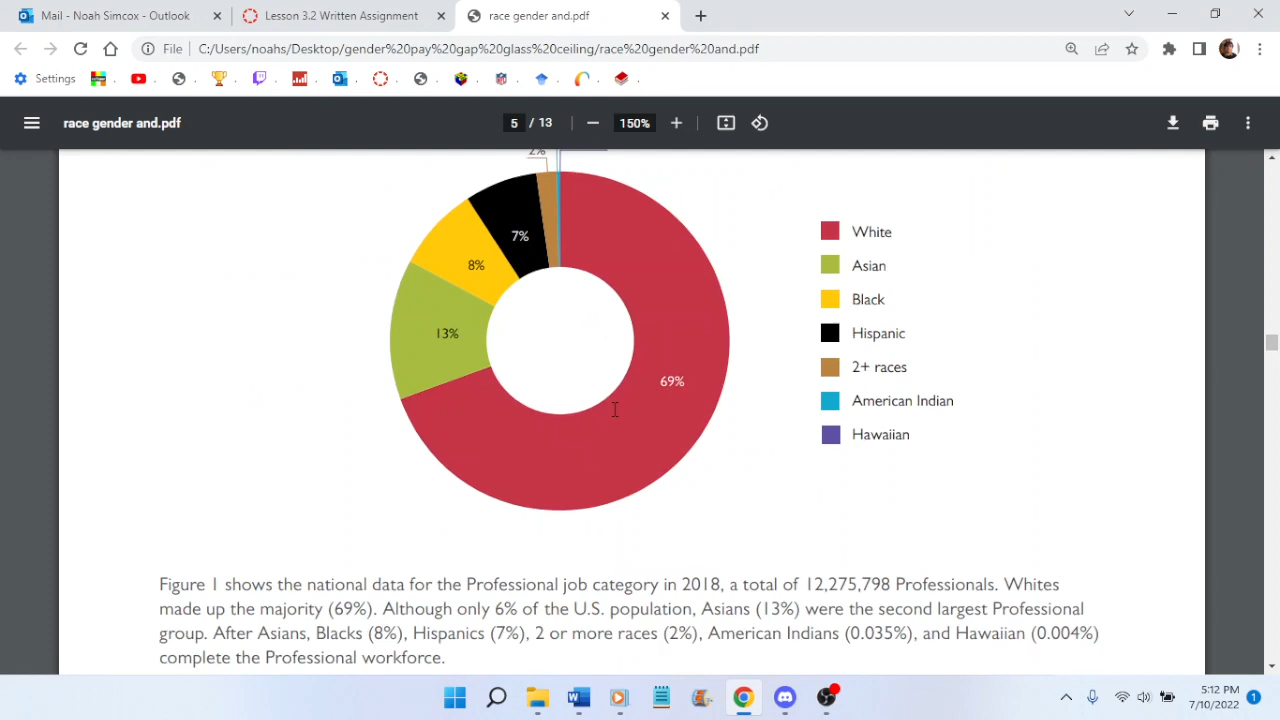 Mail - Noah Simcox - Outlook
Lesson 3.2 Written Assignment
race gender and.pdf
File
C:/Users/noahs/Desktop/gender%20pay%20gap%20glass%20ceiling/race%20gender%20and.pdf
Settings
race gender and.pdf
5 / 13
150%
2%
7%
8%
13%
69%
White
Asian
Black
Hispanic
2+ races
American Indian
Hawaiian
Figure 1 shows the national data for the Professional job category in 2018, a total of 12,275,798 Professionals. Whites
made up the majority (69%). Although only 6% of the U.S. population, Asians (13%) were the second largest Professional
group. After Asians, Blacks (8%), Hispanics (7%), 2 or more races (2%), American Indians (0.035%), and Hawaiian (0.004%)
complete the Professional workforce.
5:12 PM
7/10/2022
1